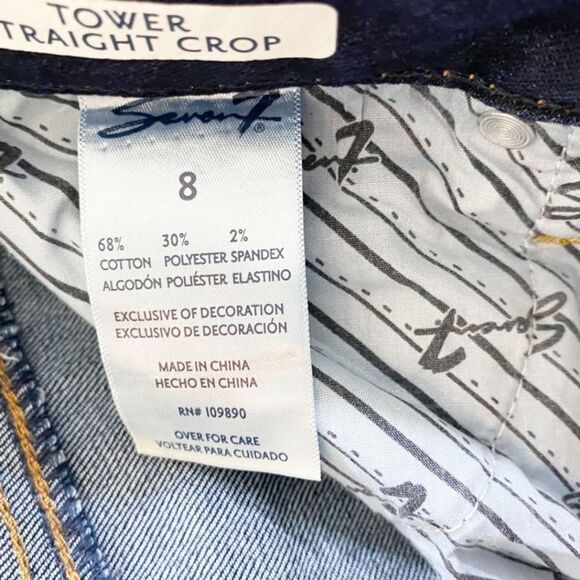 TOWER
TRAIGHT CROP
Seven7®
8
68% 30% 2%
COTTON POLYESTER SPANDEX
ALGODÓN POLIÉSTER ELASTINO
EXCLUSIVE OF DECORATION
EXCLUSIVO DE DECORACIÓN
MADE IN CHINA
HECHO EN CHINA
RN# 109890
OVER FOR CARE
VOLTEAR PARA CUIDADO
Seven7